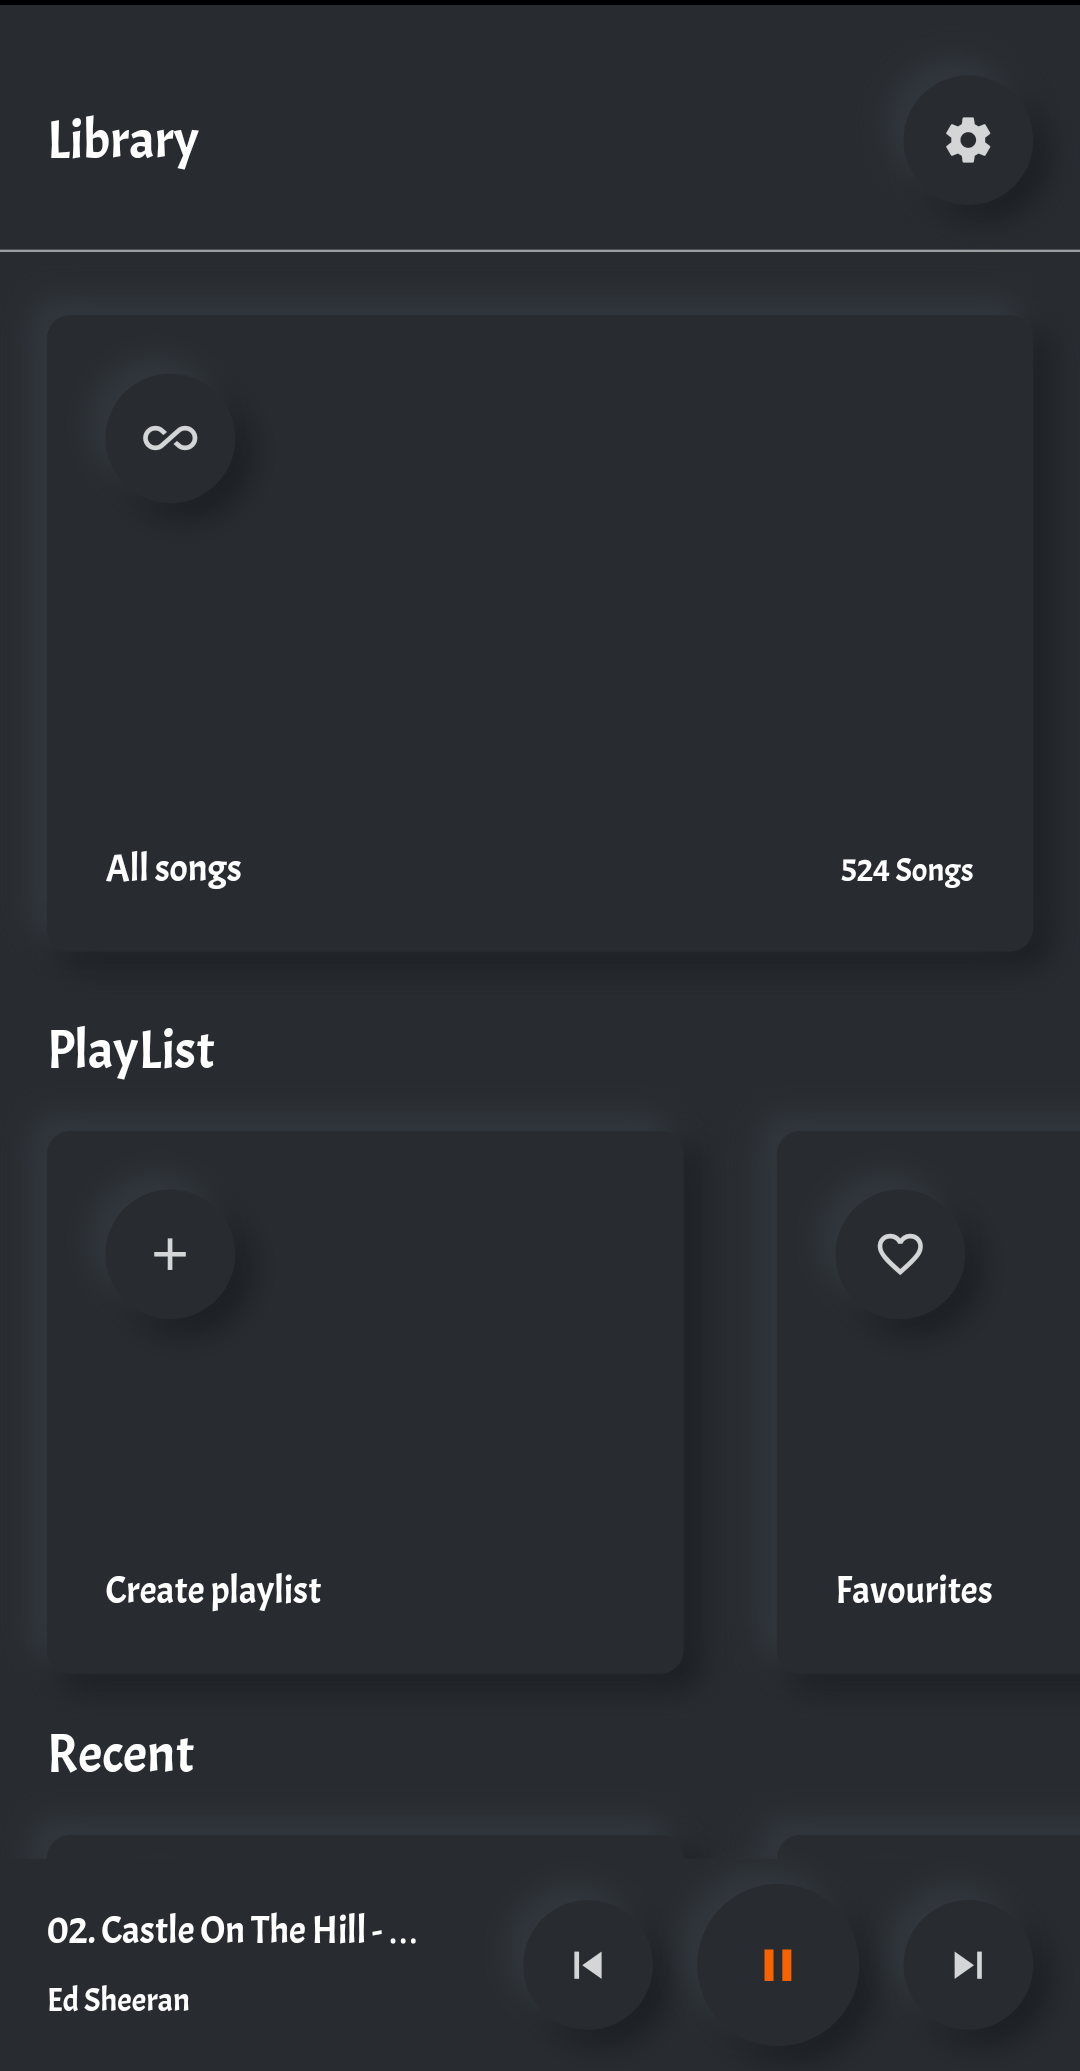 Library
All songs
524 Songs
PlayList
Create playlist
Favourites
Recent
02. Castle On The Hill - ...
Ed Sheeran